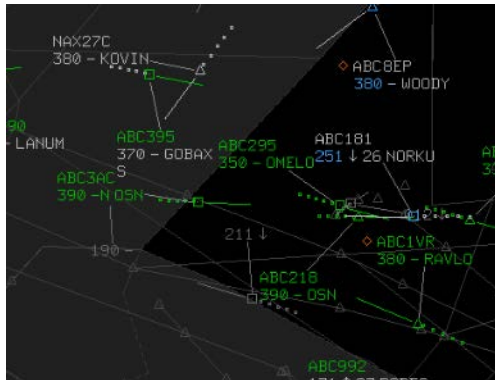 NAX27C
380 - KOVIN
ABC8EP
380 - WOODY
90
- LANUM
ABC395
370 - GOBAX
S
ABC295
350 - OMELO
ABC181
251 ↓ 26 NORKU
ABC3AC
390 - N OSN
190 -
211 ↓
ABC1VR
380 - RAVLO
ABC218
390 - OSN
ABC992